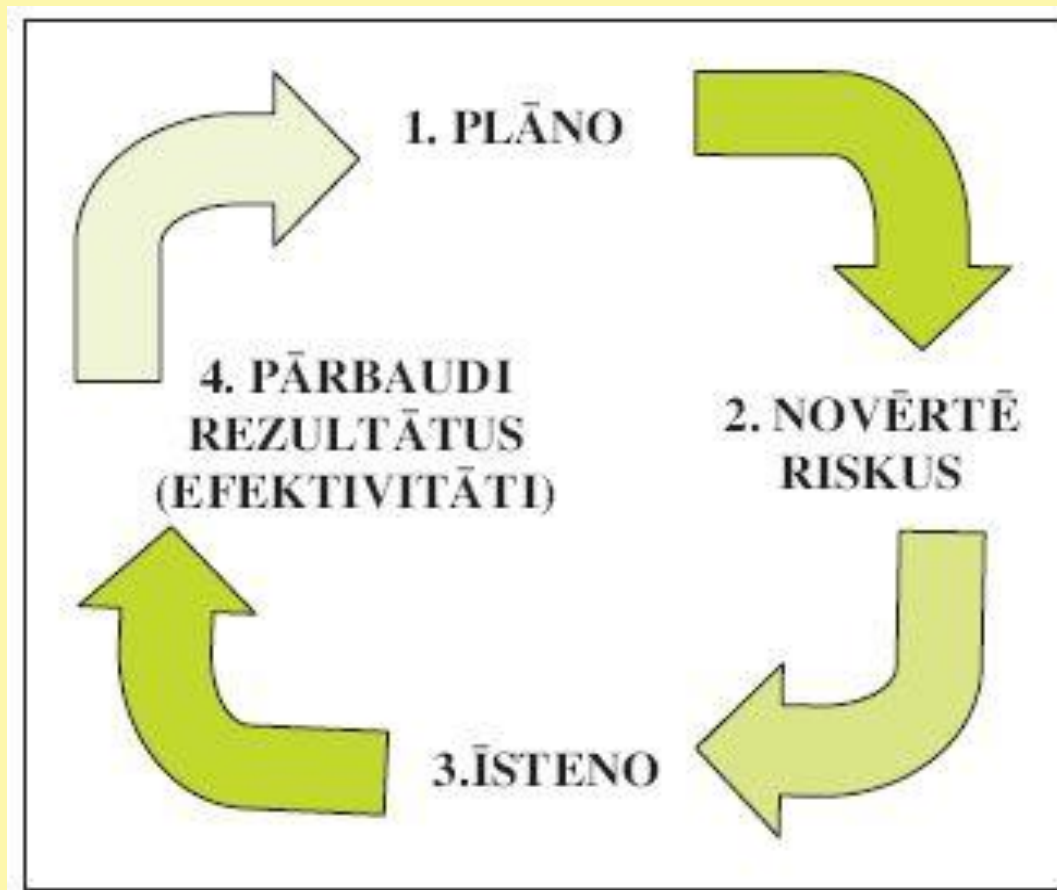 1. PLĀNO
2. NOVĒRTĒ
RISKUS
3.ĪSTENO
4. PĀRBAUDI
REZULTĀTUS
(EFEKTIVITĀTI)